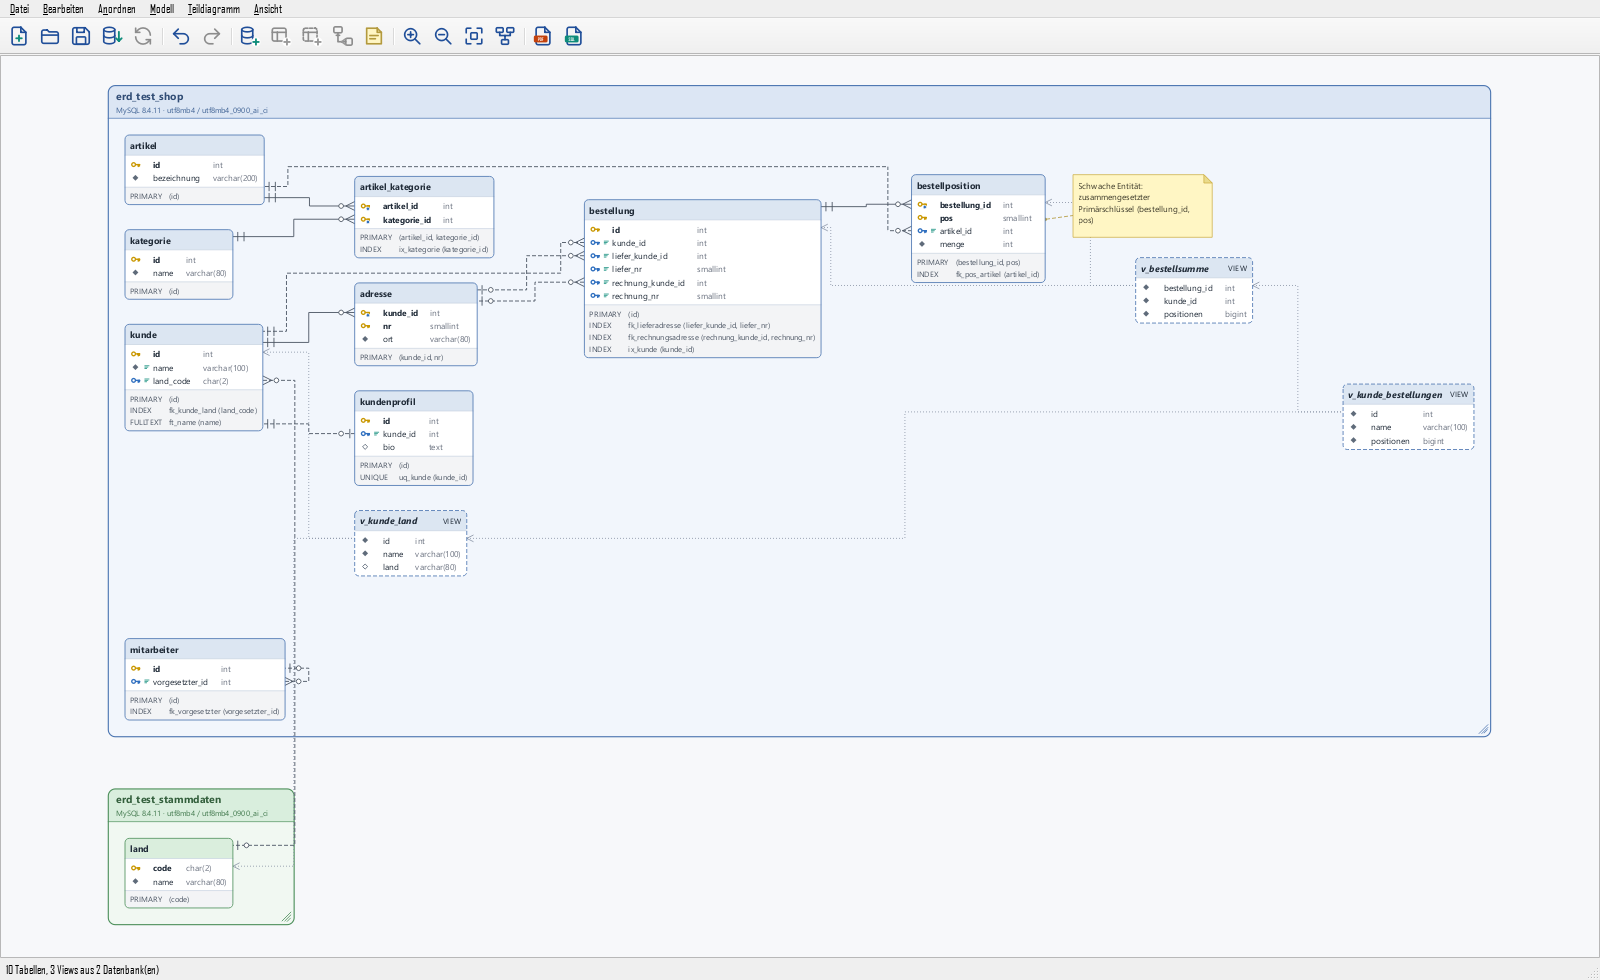 Datei Bearbeiten Anordnen Modell Teildiagramm Ansicht
erd_test_shop
MySQL 8.4.11 · utf8mb4 / utf8mb4_0900_ai_ci
artikel
id int
bezeichnung varchar(200)
PRIMARY (id)
kategorie
id int
name varchar(80)
PRIMARY (id)
kunde
id int
name varchar(100)
land_code char(2)
PRIMARY (id)
INDEX fk_kunde_land (land_code)
FULLTEXT ft_name (name)
artikel_kategorie
artikel_id int
kategorie_id int
PRIMARY (artikel_id, kategorie_id)
INDEX ix_kategorie (kategorie_id)
adresse
kunde_id int
nr smallint
ort varchar(80)
PRIMARY (kunde_id, nr)
kundenprofil
id int
kunde_id int
bio text
PRIMARY (id)
UNIQUE uq_kunde (kunde_id)
v_kunde_land VIEW
id int
name varchar(100)
land varchar(80)
bestellung
id int
kunde_id int
liefer_kunde_id int
liefer_nr smallint
rechnung_kunde_id int
rechnung_nr smallint
PRIMARY (id)
INDEX fk_lieferadresse (liefer_kunde_id, liefer_nr)
INDEX fk_rechnungsadresse (rechnung_kunde_id, rechnung_nr)
INDEX ix_kunde (kunde_id)
bestellposition
bestellung_id int
pos smallint
artikel_id int
menge int
PRIMARY (bestellung_id, pos)
INDEX fk_pos_artikel (artikel_id)
Schwache Entität:
zusammengesetzter
Primärschlüssel (bestellung_id,
pos)
v_bestellsumme VIEW
bestellung_id int
kunde_id int
positionen bigint
v_kunde_bestellungen VIEW
id int
name varchar(100)
positionen bigint
mitarbeiter
id int
vorgesetzter_id int
PRIMARY (id)
INDEX fk_vorgesetzter (vorgesetzter_id)
erd_test_stammdaten
MySQL 8.4.11 · utf8mb4 / utf8mb4_0900_ai_ci
land
code char(2)
name varchar(80)
PRIMARY (code)
10 Tabellen, 3 Views aus 2 Datenbank(en)